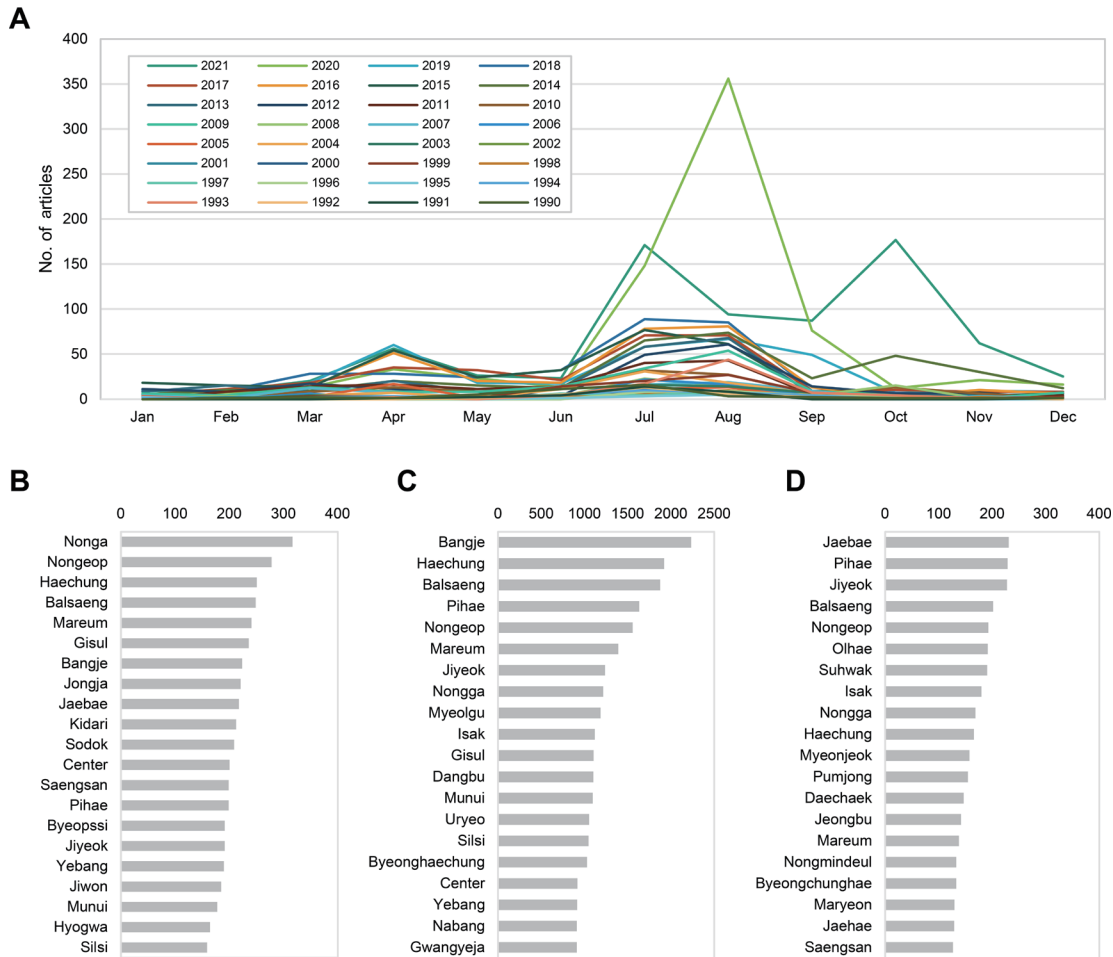 A
No. of articles
400
350
300
250
200
150
100
50
0
2021 2020 2019 2018
2017 2016 2015 2014
2013 2012 2011 2010
2009 2008 2007 2006
2005 2004 2003 2002
2001 2000 1999 1998
1997 1996 1995 1994
1993 1992 1991 1990
Jan Feb Mar Apr May Jun Jul Aug Sep Oct Nov Dec
B
0 100 200 300 400
Nonga
Nongeop
Haechung
Balsaeng
Mareum
Gisul
Bangje
Jongja
Jaebae
Kidari
Sodok
Center
Saengsan
Pihae
Byeopssi
Jiyeok
Yebang
Jiwon
Munui
Hyogwa
Silsi
C
0 500 1000 1500 2000 2500
Bangje
Haechung
Balsaeng
Pihae
Nongeop
Mareum
Jiyeok
Nongga
Myeolgu
Isak
Gisul
Dangbu
Munui
Uryeo
Silsi
Byeonghaechung
Center
Yebang
Nabang
Gwangyeja
D
0 100 200 300 400
Jaebae
Pihae
Jiyeok
Balsaeng
Nongeop
Olhae
Suhwak
Isak
Nongga
Haechung
Myeonjeok
Pumjong
Daechaek
Jeongbu
Mareum
Nongmindeul
Byeongchunghae
Maryeon
Jaehae
Saengsan